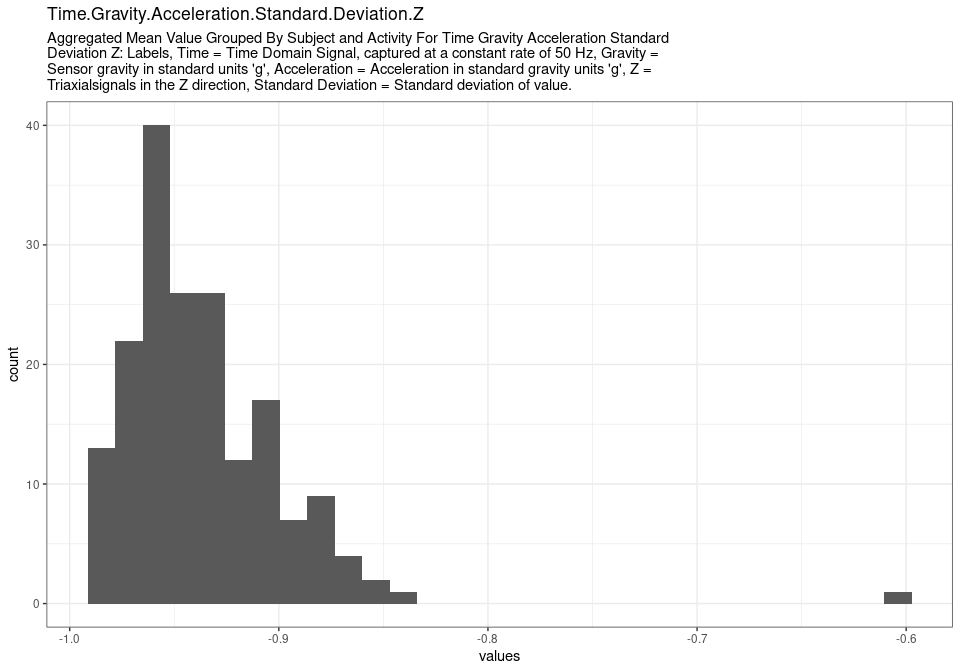 Time.Gravity.Acceleration.Standard.Deviation.Z
Aggregated Mean Value Grouped By Subject and Activity For Time Gravity Acceleration Standard
Deviation Z: Labels, Time = Time Domain Signal, captured at a constant rate of 50 Hz, Gravity =
Sensor gravity in standard units 'g', Acceleration = Acceleration in standard gravity units 'g', Z =
Triaxialsignals in the Z direction, Standard Deviation = Standard deviation of value.
40
30
20
10
0
count
-1.0
-0.9
-0.8
-0.7
-0.6
values